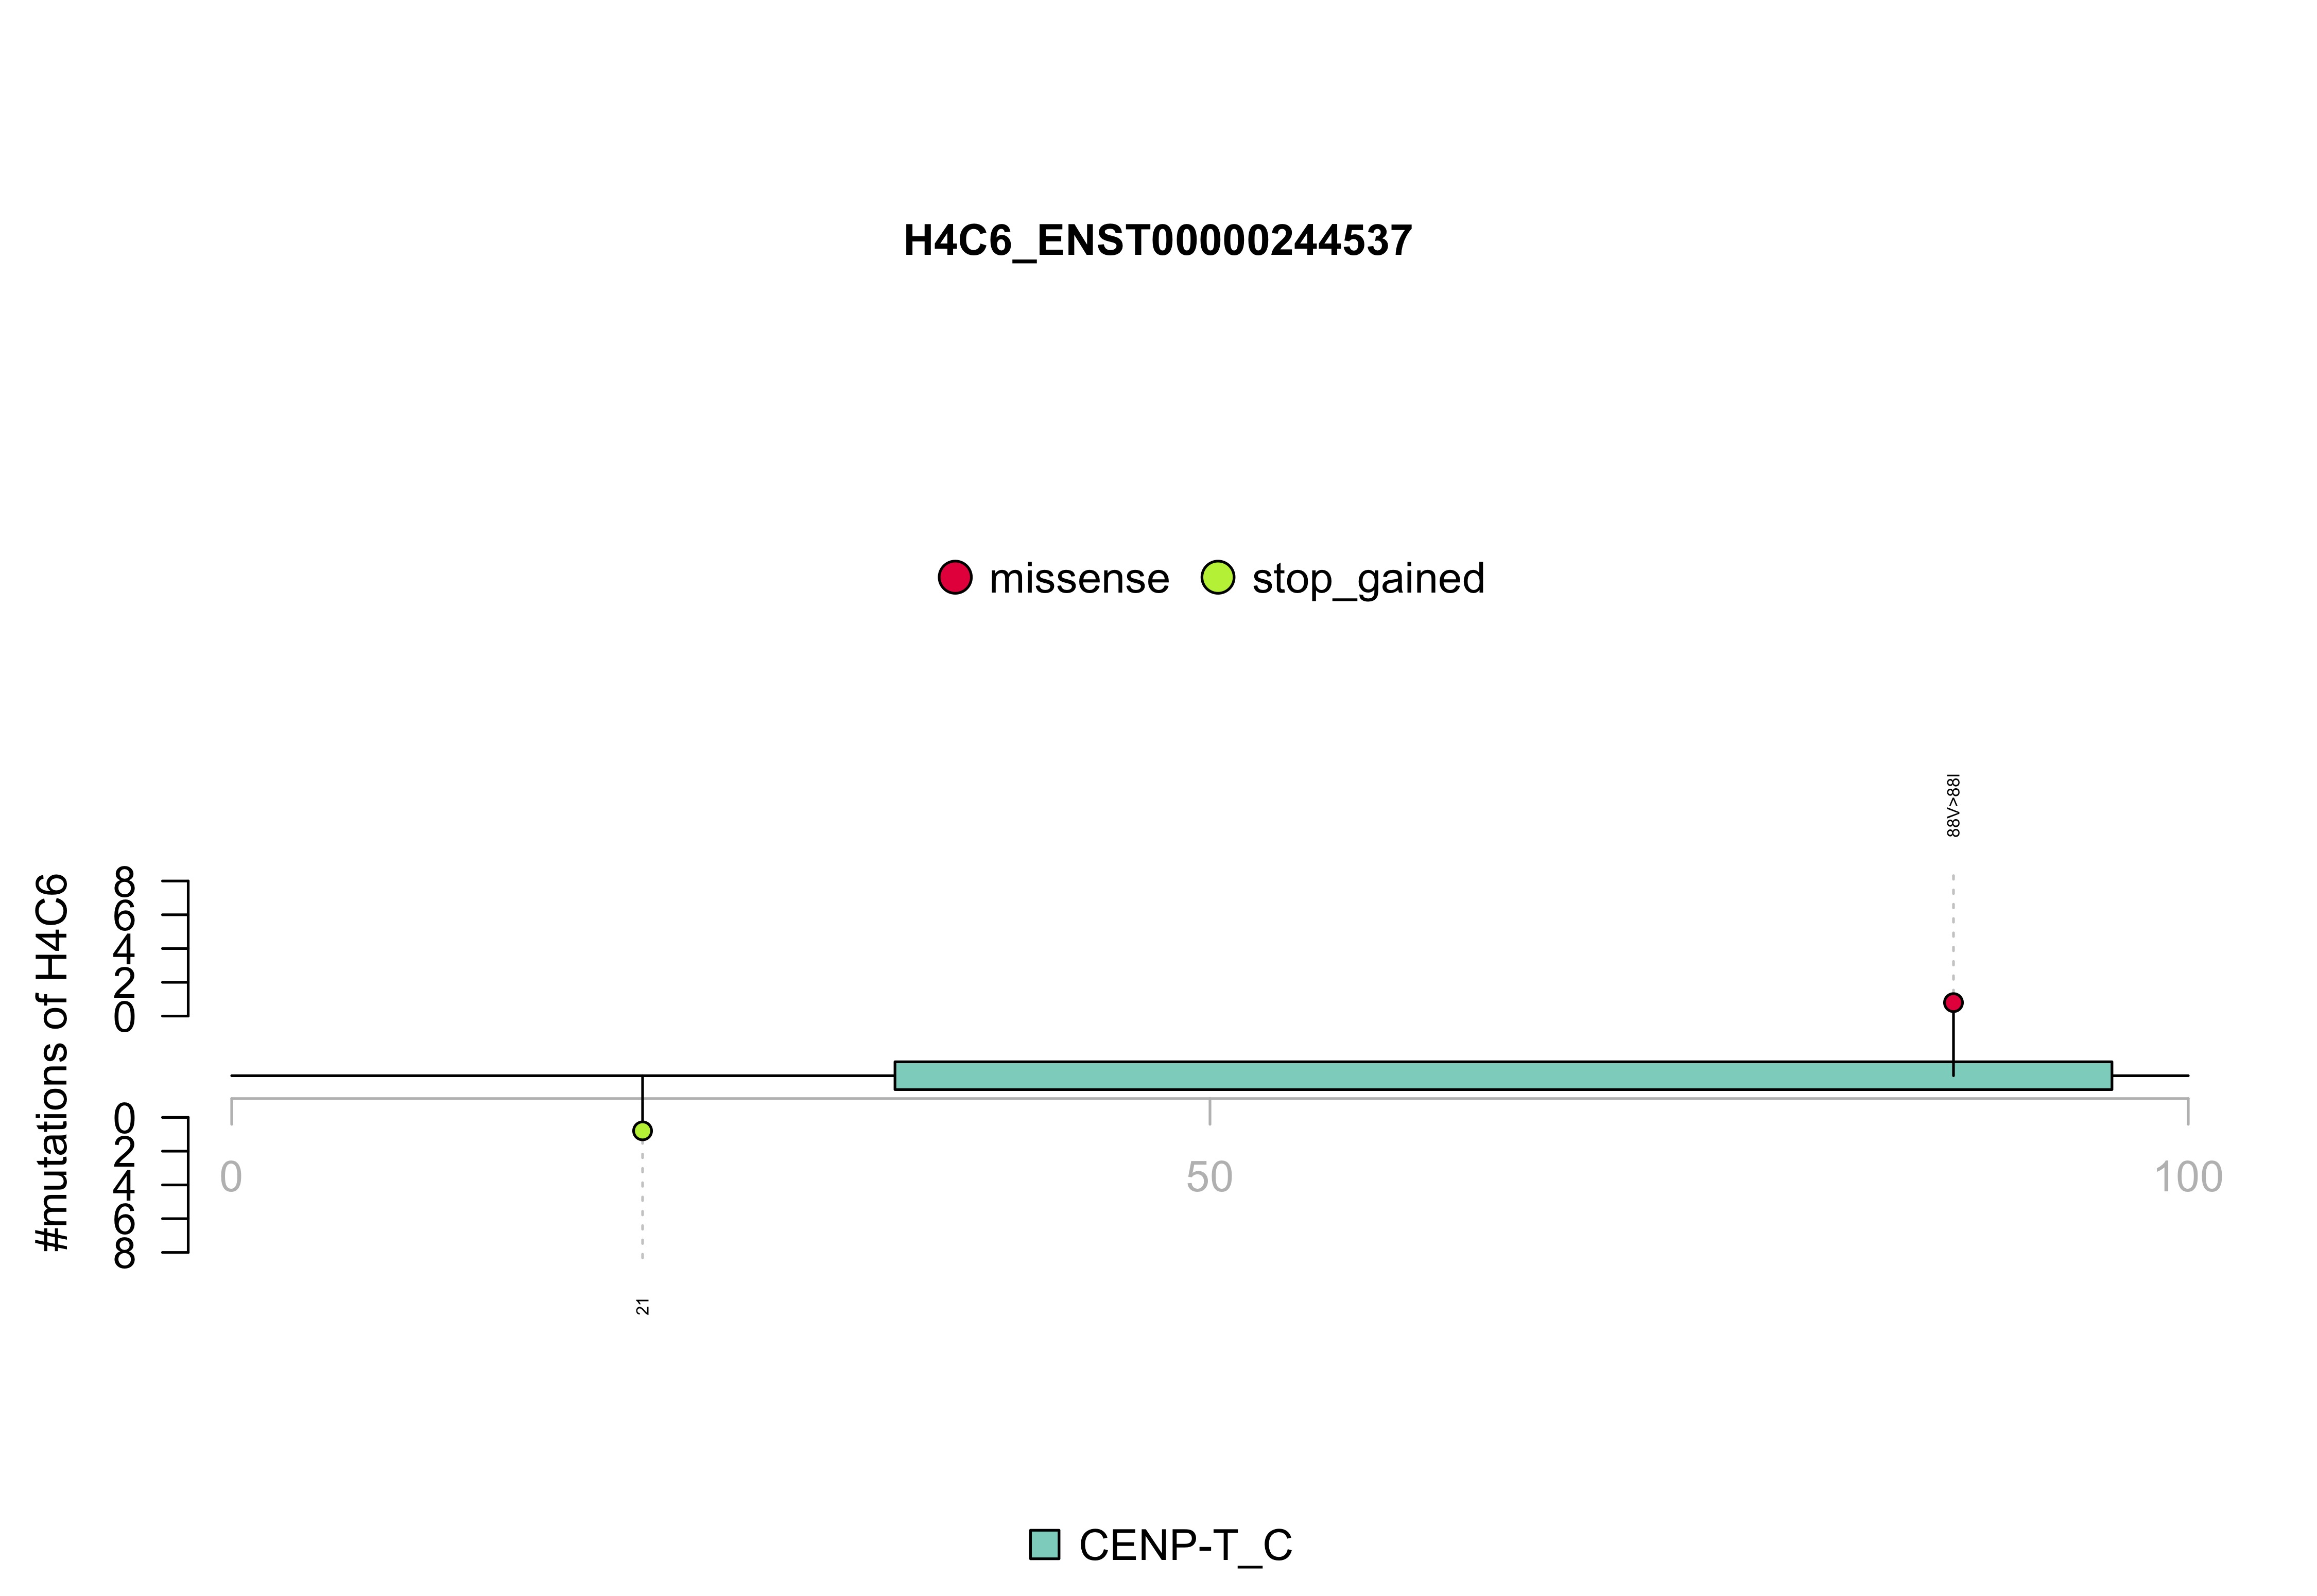 H4C6_ENST00000244537
missense stop_gained
88V>88I
#mutations of H4C6
8
6
4
2
0
0
2
4
6
8
0 50 100
21
CENP-T_C